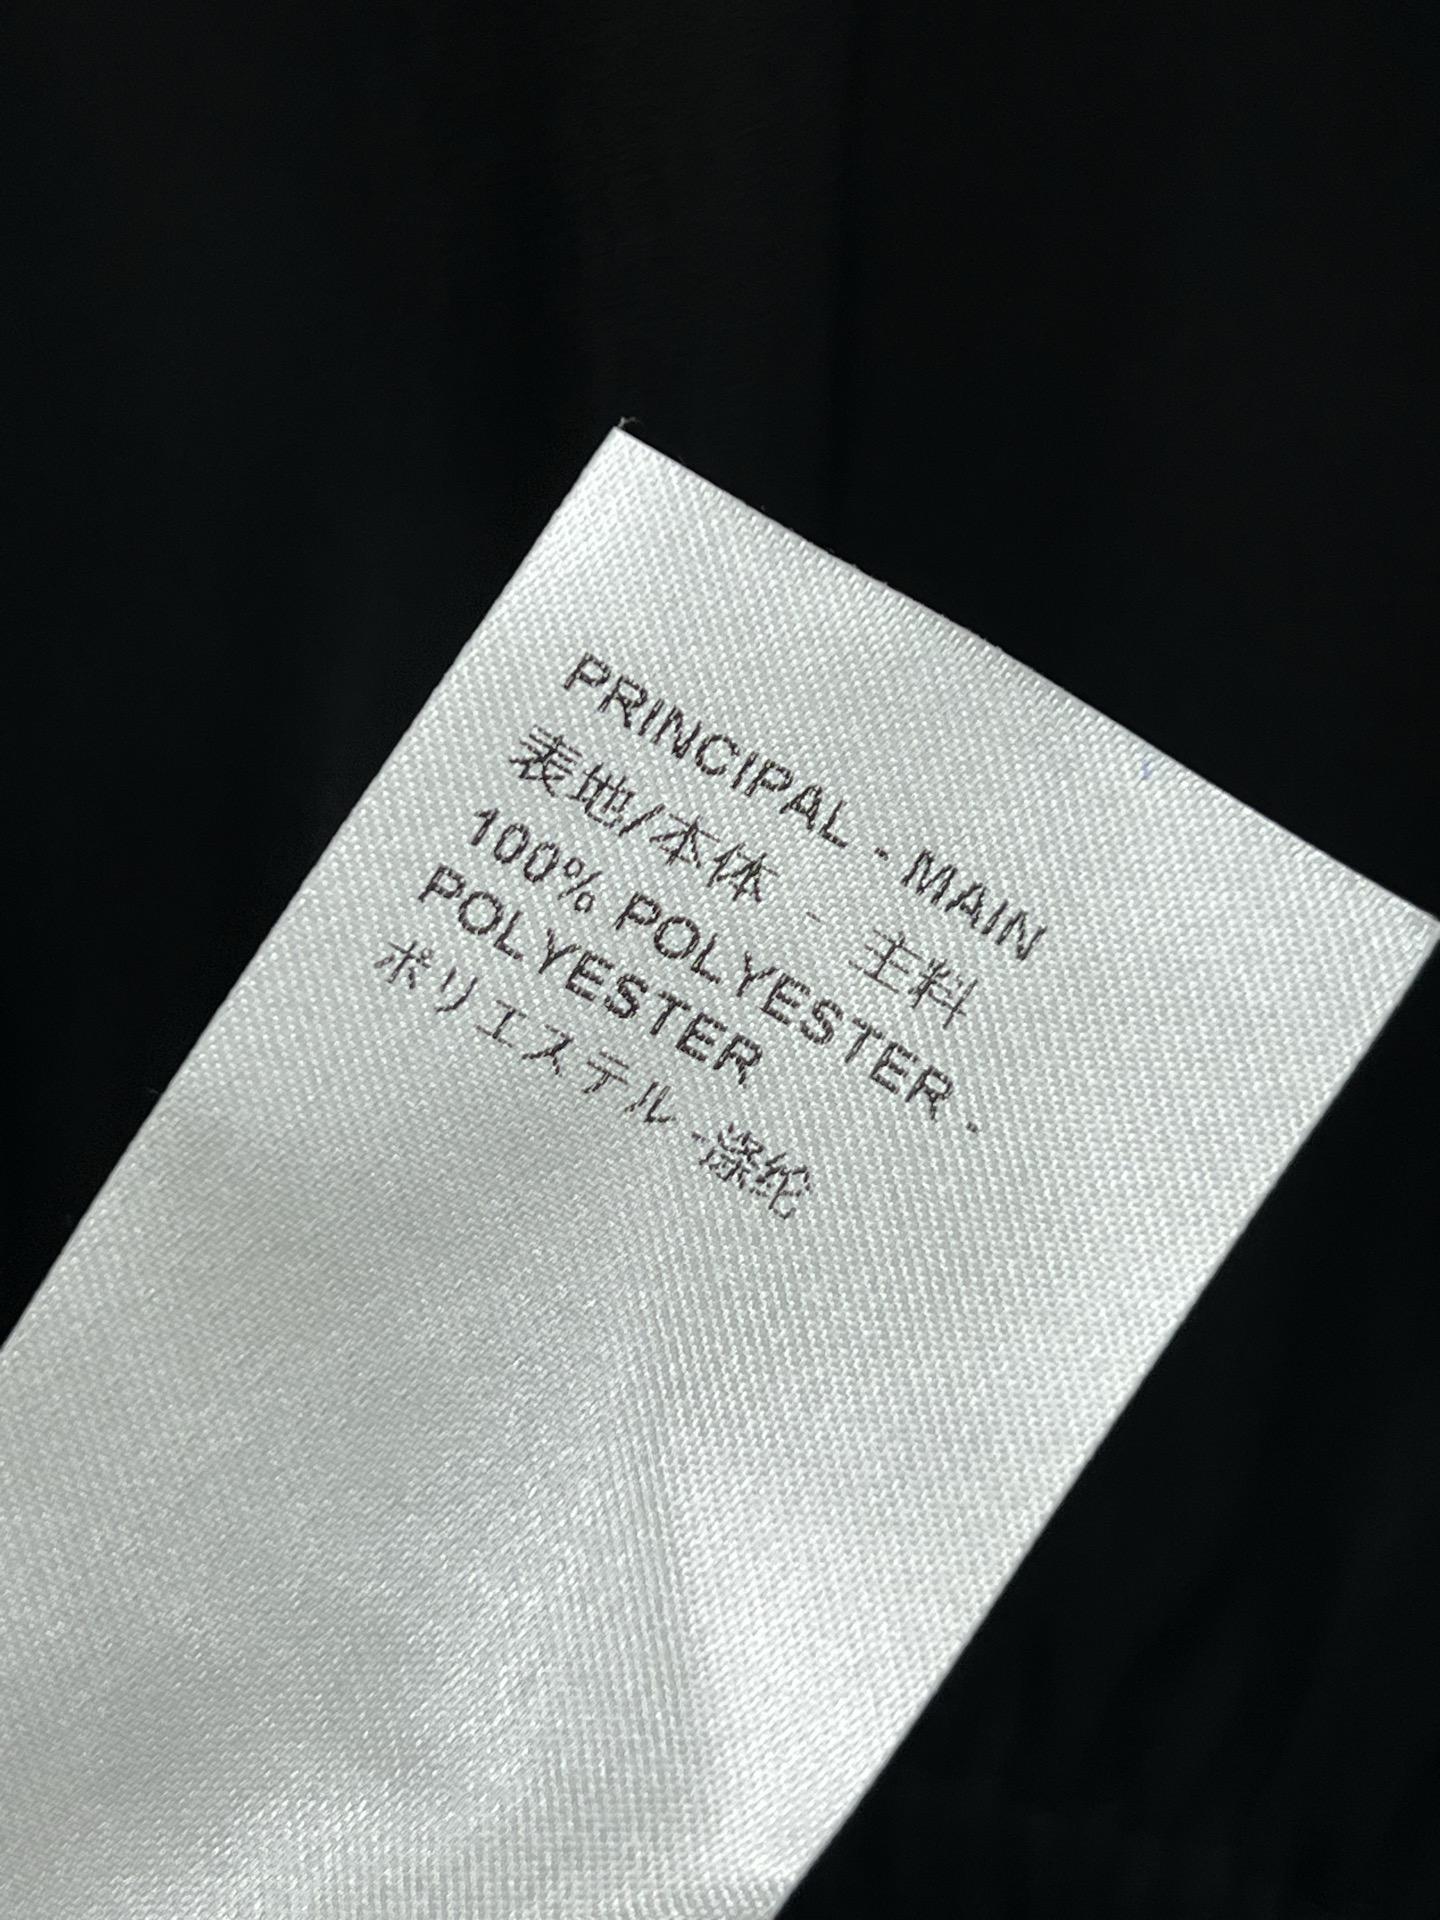 PRINCIPAL - MAIN
表地/本体 - 主料
100% POLYESTER -
POLYESTER
ポリエステル -涤纶